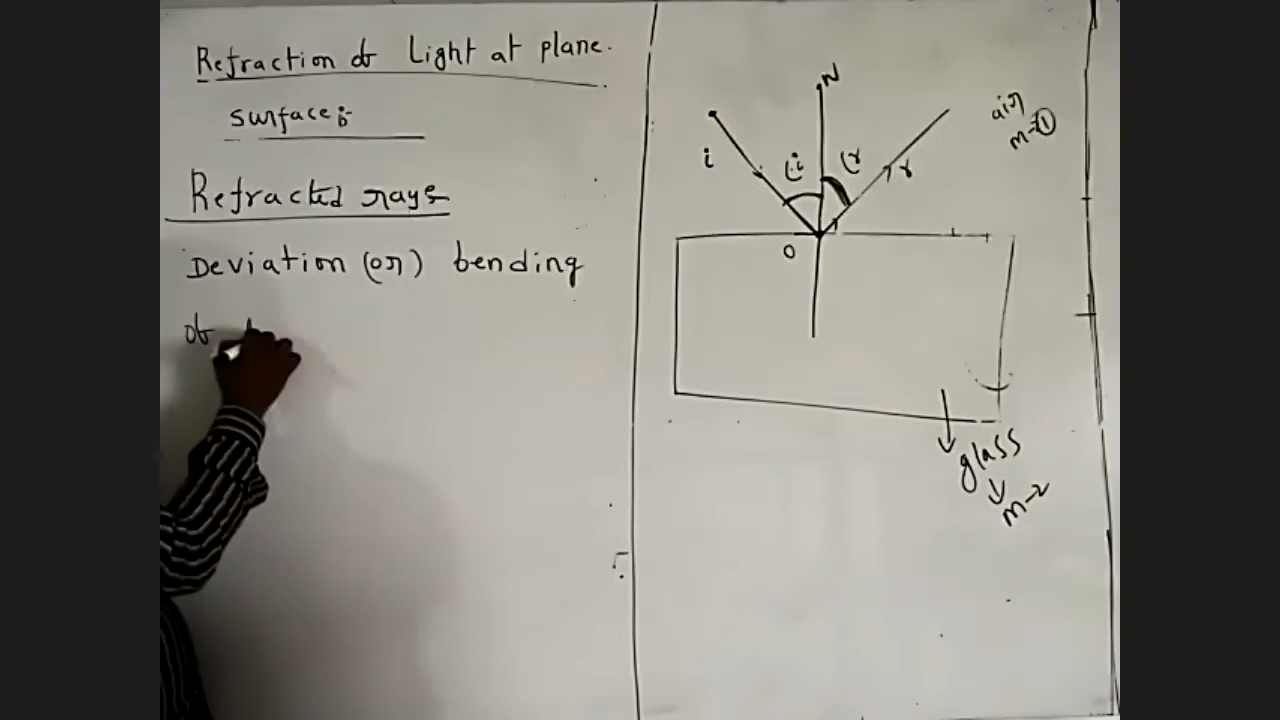 Refraction of Light at plane.
surface:-
Refracted rays
Deviation (or) bending
of
N
i
∠i
∠r
r
air
m-①
O
glass
m-2